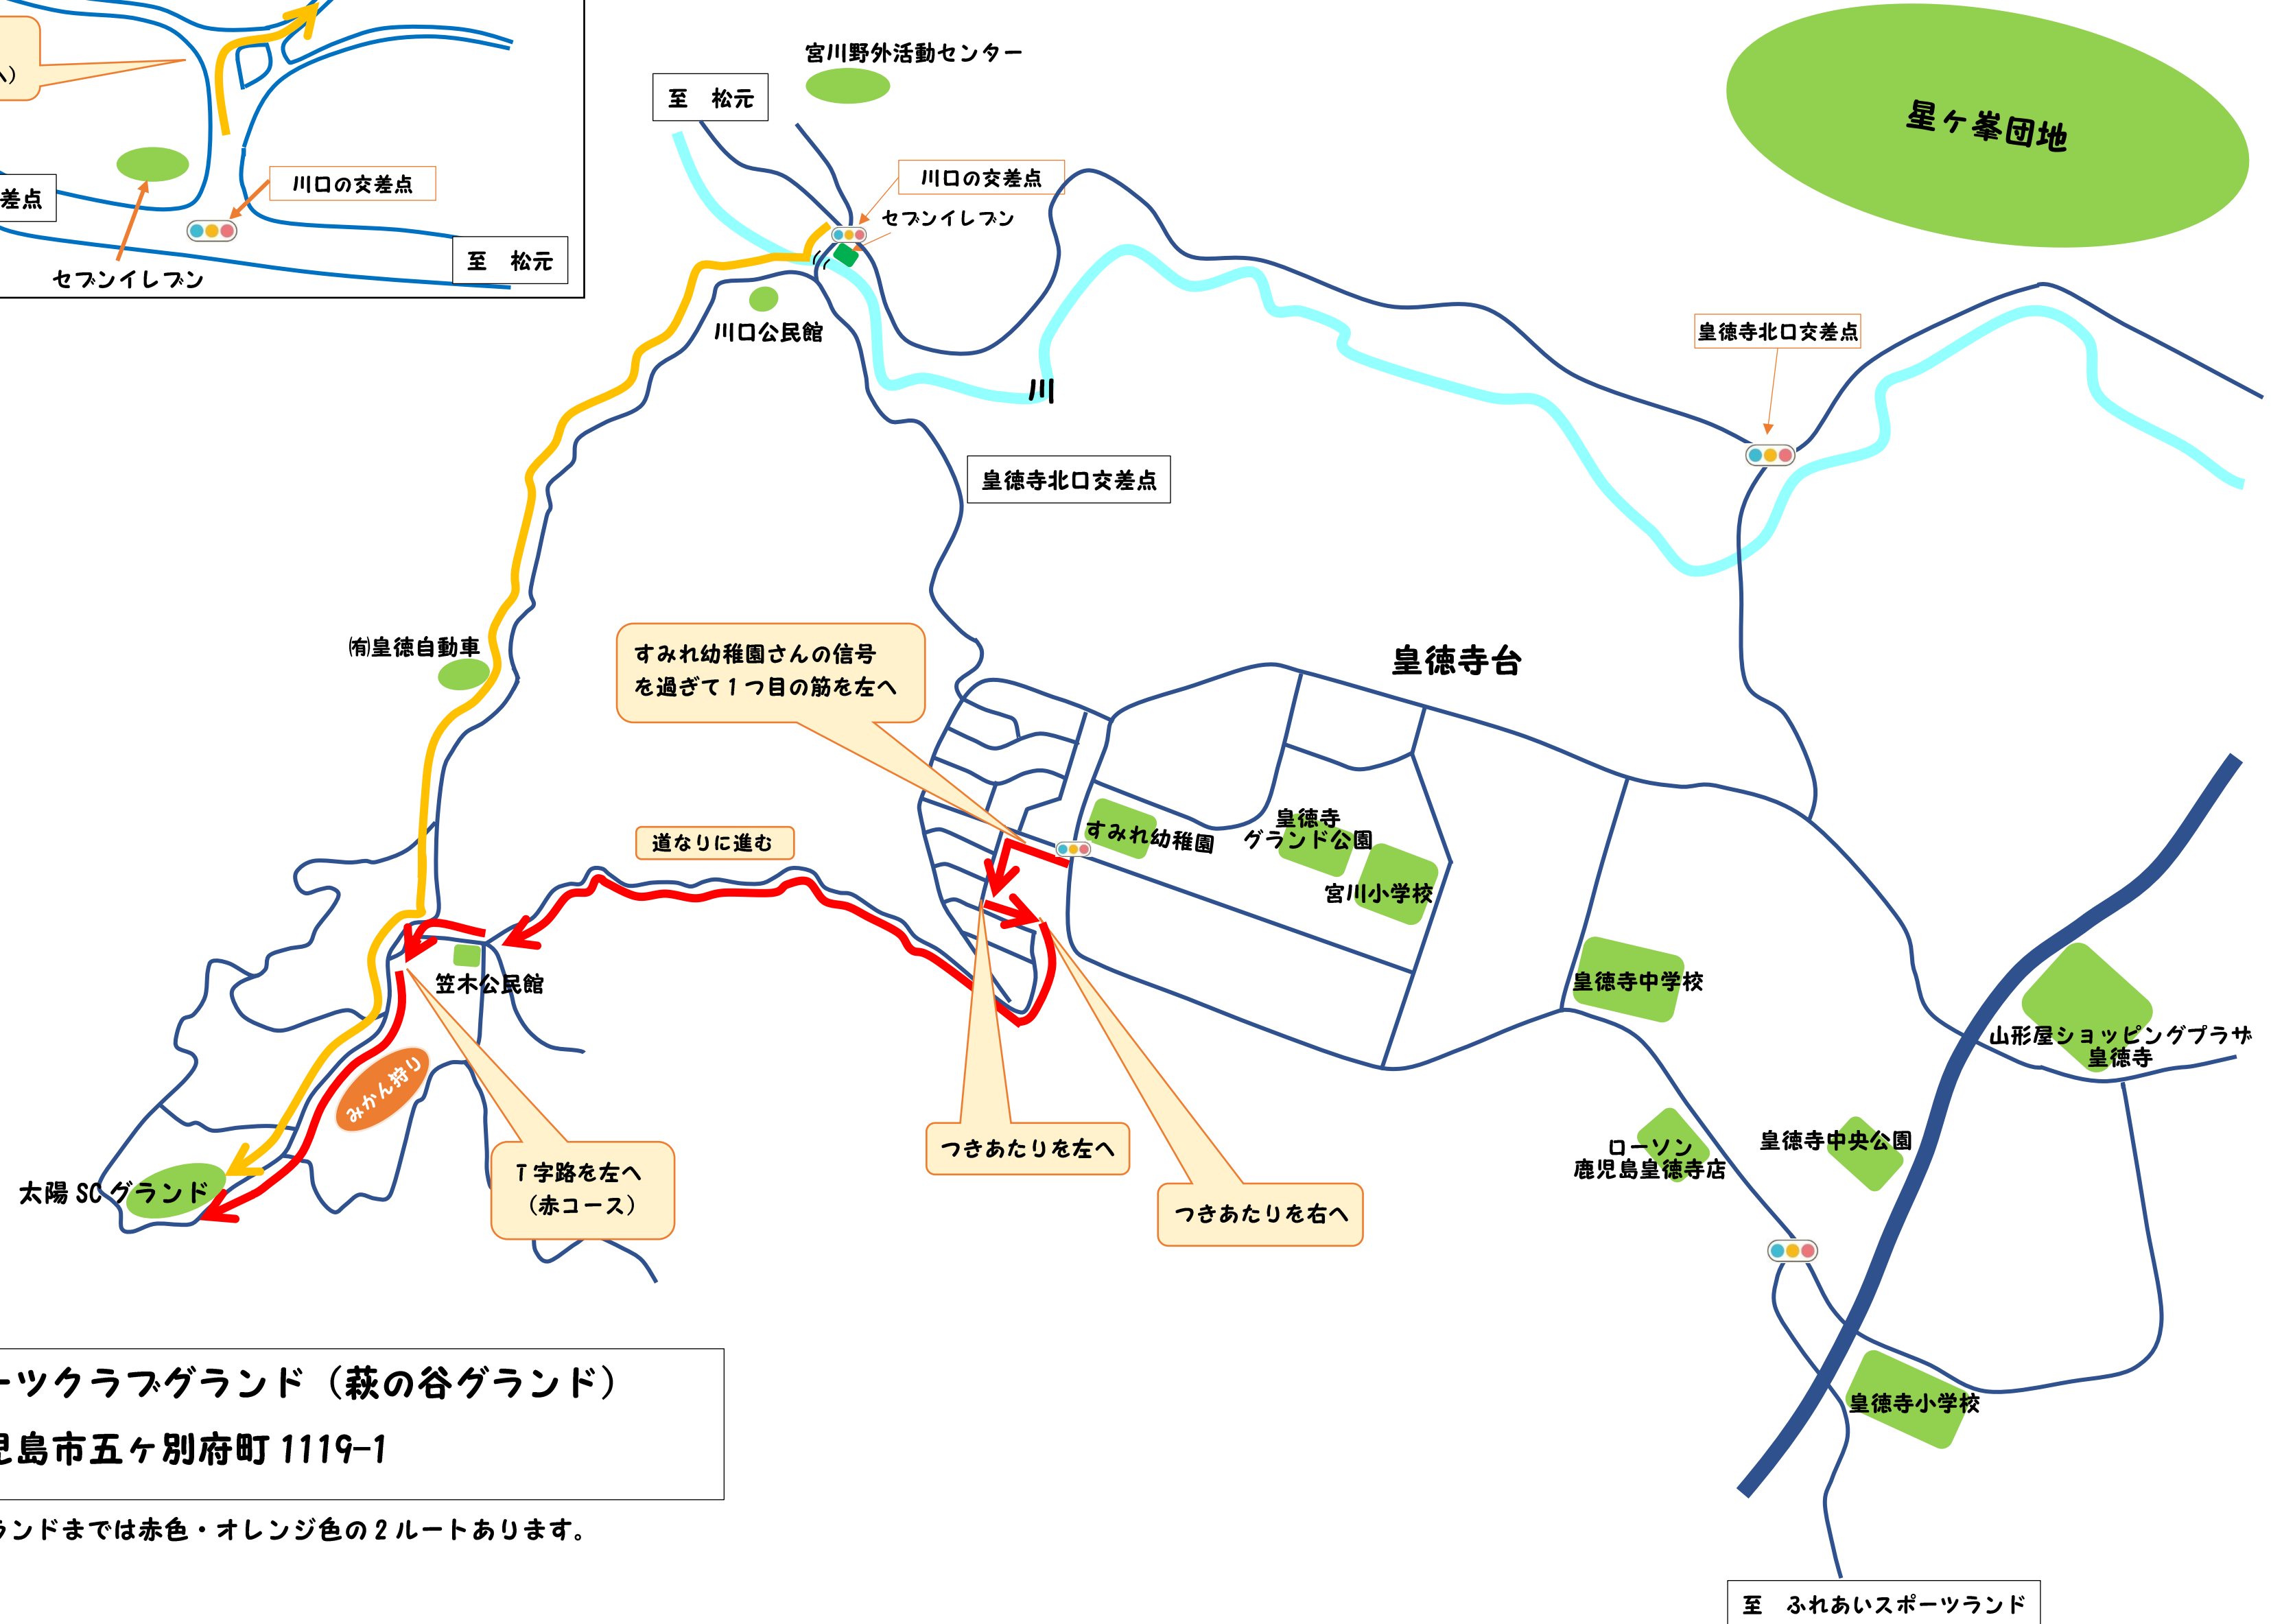 へ）
差点
川口の交差点
至　松元
セブンイレブン
宮川野外活動センター
至　松元
川口の交差点
セブンイレブン
川口公民館
川
星ヶ峯団地
皇徳寺北口交差点
皇徳寺北口交差点
㈲皇徳自動車
すみれ幼稚園さんの信号
を過ぎて１つ目の筋を左へ
皇徳寺台
道なりに進む
すみれ幼稚園
皇徳寺
グランド公園
宮川小学校
笠木公民館
皇徳寺中学校
山形屋ショッピングプラザ
皇徳寺
みかん狩り
つきあたりを左へ
ローソン
鹿児島皇徳寺店
皇徳寺中央公園
太陽 SC グランド
T 字路を左へ
（赤コース）
つきあたりを右へ
皇徳寺小学校
ーツクラブグランド（萩の谷グランド）
児島市五ヶ別府町 1119-1
ランドまでは赤色・オレンジ色の 2 ルートあります。
至　ふれあいスポーツランド